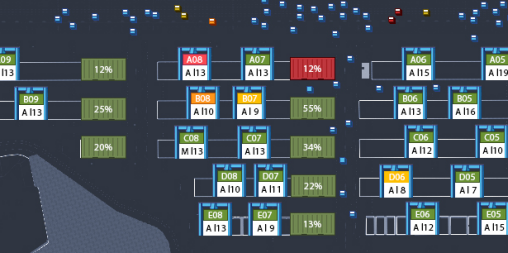 A09 12% A08 A07 12% A06 A05
A|13 A|13 A|13 A|15 A|19
B09 25% B08 B07 55% B06 B05
A|13 A|10 A|9 A|13 A|16
20% C08 C07 34% C06 C05
M|13 A|13 A|12 A|10
D08 D07 22% D06 D05
A|10 A|11 A|8 A|7
E08 E07 13% E06 E05
A|13 A|9 A|12 A|15